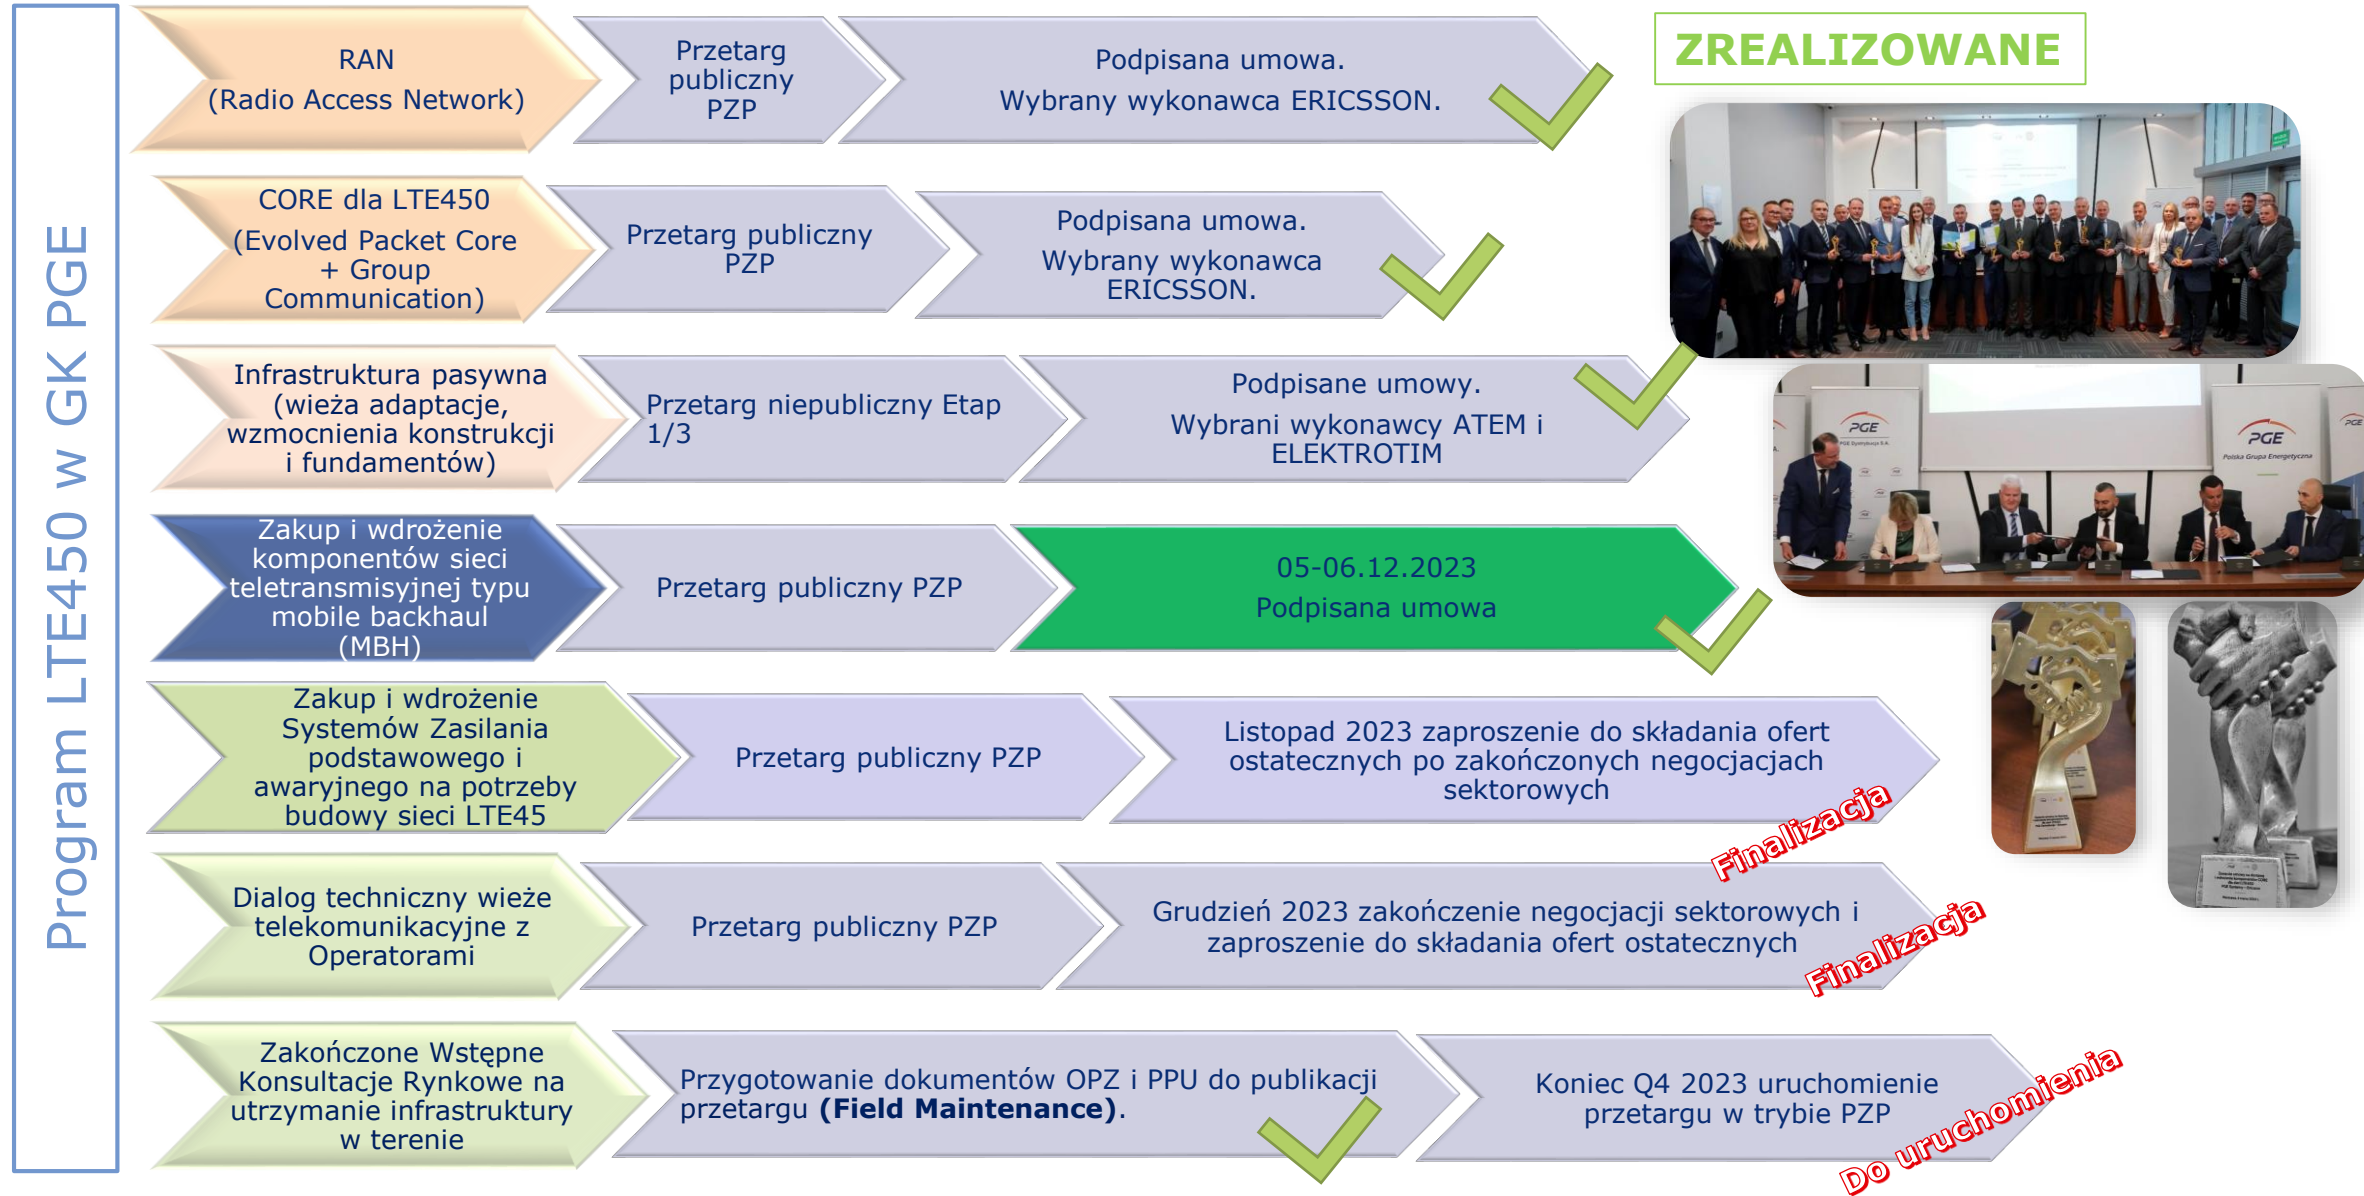 Program LTE450 w GK PGE
RAN
(Radio Access Network)
Przetarg
publiczny
PZP
Podpisana umowa.
Wybrany wykonawca ERICSSON.
ZREALIZOWANE
CORE dla LTE450
(Evolved Packet Core
+ Group
Communication)
Przetarg publiczny
PZP
Podpisana umowa.
Wybrany wykonawca
ERICSSON.
Infrastruktura pasywna
(wieża adaptacje,
wzmocnienia konstrukcji
i fundamentów)
Przetarg niepubliczny Etap
1/3
Podpisane umowy.
Wybrani wykonawcy ATEM i
ELEKTROTIM
PGE
PGE Dystrybucja S.A.
PGE
Polska Grupa Energetyczna
PGE
Zakup i wdrożenie
komponentów sieci
teletransmisyjnej typu
mobile backhaul
(MBH)
Przetarg publiczny PZP
05-06.12.2023
Podpisana umowa
Zakup i wdrożenie
Systemów Zasilania
podstawowego i
awaryjnego na potrzeby
budowy sieci LTE45
Przetarg publiczny PZP
Listopad 2023 zaproszenie do składania ofert
ostatecznych po zakończonych negocjacjach
sektorowych
Finalizacja
Dialog techniczny wieże
telekomunikacyjne z
Operatorami
Przetarg publiczny PZP
Grudzień 2023 zakończenie negocjacji sektorowych i
zaproszenie do składania ofert ostatecznych
Finalizacja
Zakończone Wstępne
Konsultacje Rynkowe na
utrzymanie infrastruktury
w terenie
Przygotowanie dokumentów OPZ i PPU do publikacji
przetargu (Field Maintenance).
Koniec Q4 2023 uruchomienie
przetargu w trybie PZP
Do uruchomienia